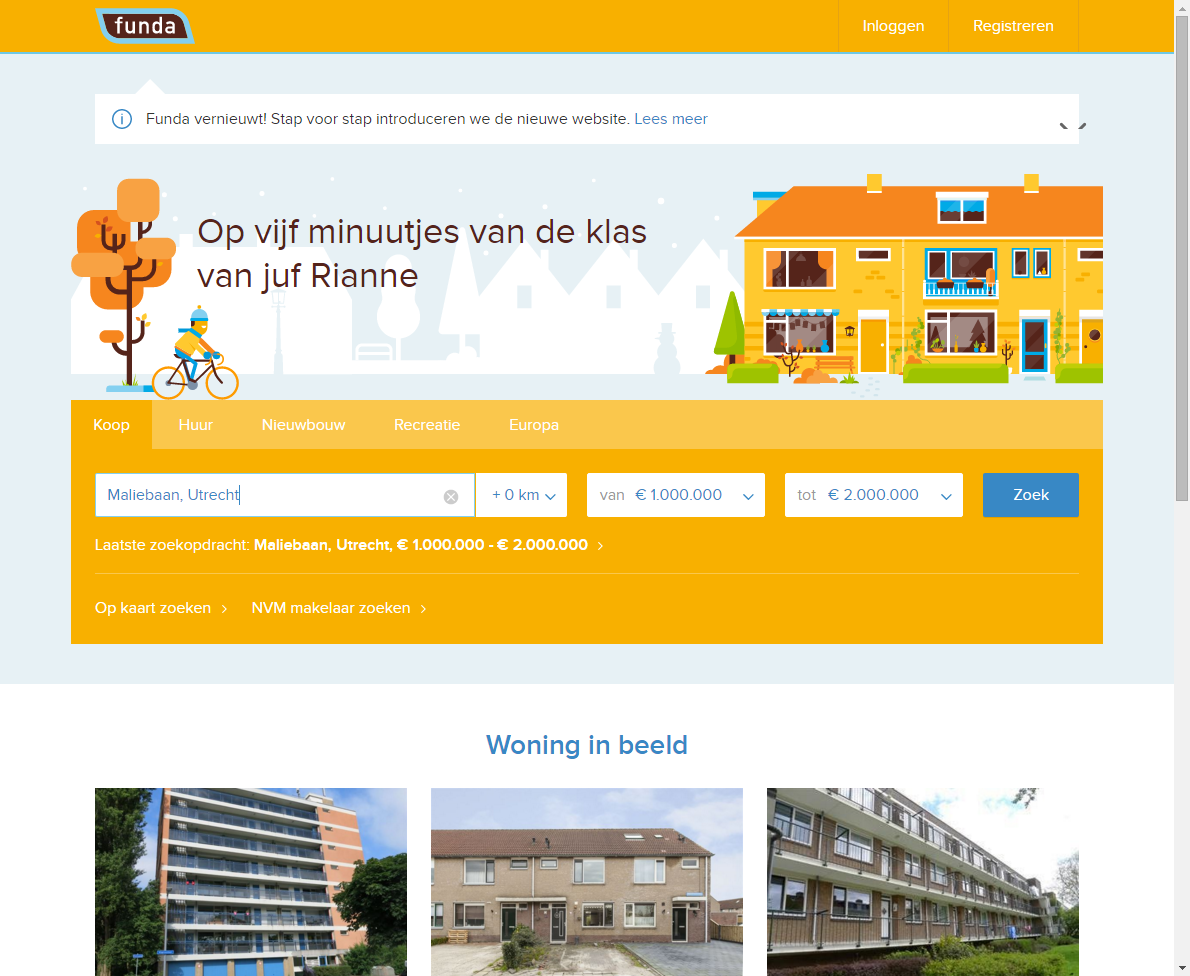 funda
Inloggen
Registreren
Funda vernieuwt! Stap voor stap introduceren we de nieuwe website. Lees meer
Op vijf minuutjes van de klas
van juf Rianne
Koop
Huur
Nieuwbouw
Recreatie
Europa
Maliebaan, Utrecht
+ 0 km
van € 1.000.000
tot € 2.000.000
Zoek
Laatste zoekopdracht: Maliebaan, Utrecht, € 1.000.000 - € 2.000.000
Op kaart zoeken
NVM makelaar zoeken
Woning in beeld